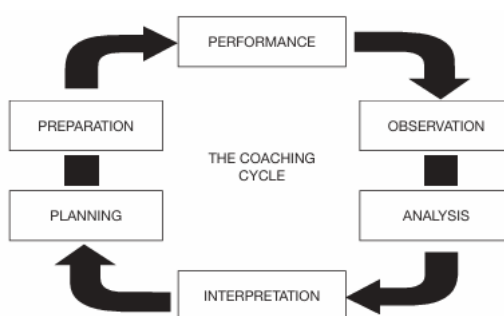 PERFORMANCE
PREPARATION
OBSERVATION
THE COACHING
CYCLE
PLANNING
ANALYSIS
INTERPRETATION